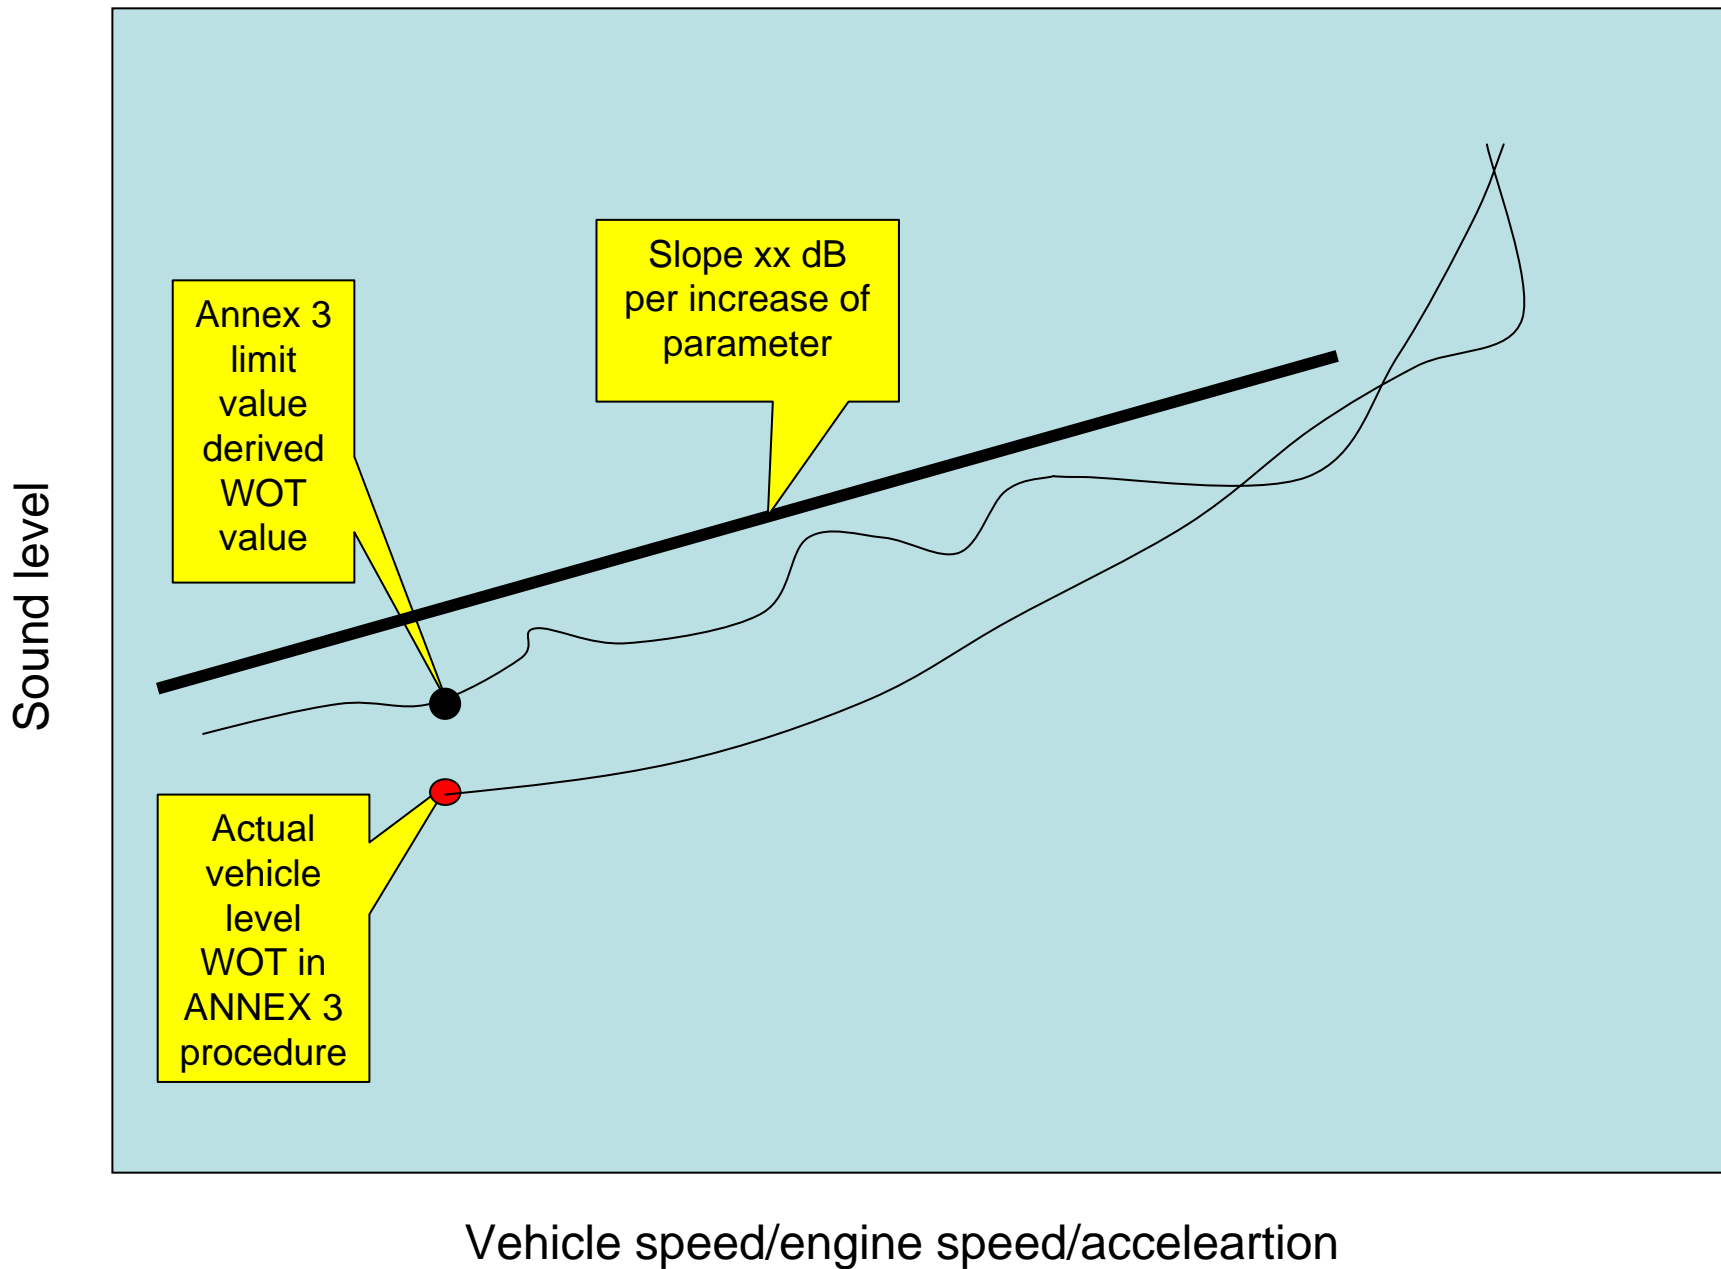 Slope xx dB
per increase of
parameter
Annex 3
limit
value
derived
WOT
value
Sound level
Actual
vehicle
level
WOT in
ANNEX 3
procedure
Vehicle speed/engine speed/acceleartion